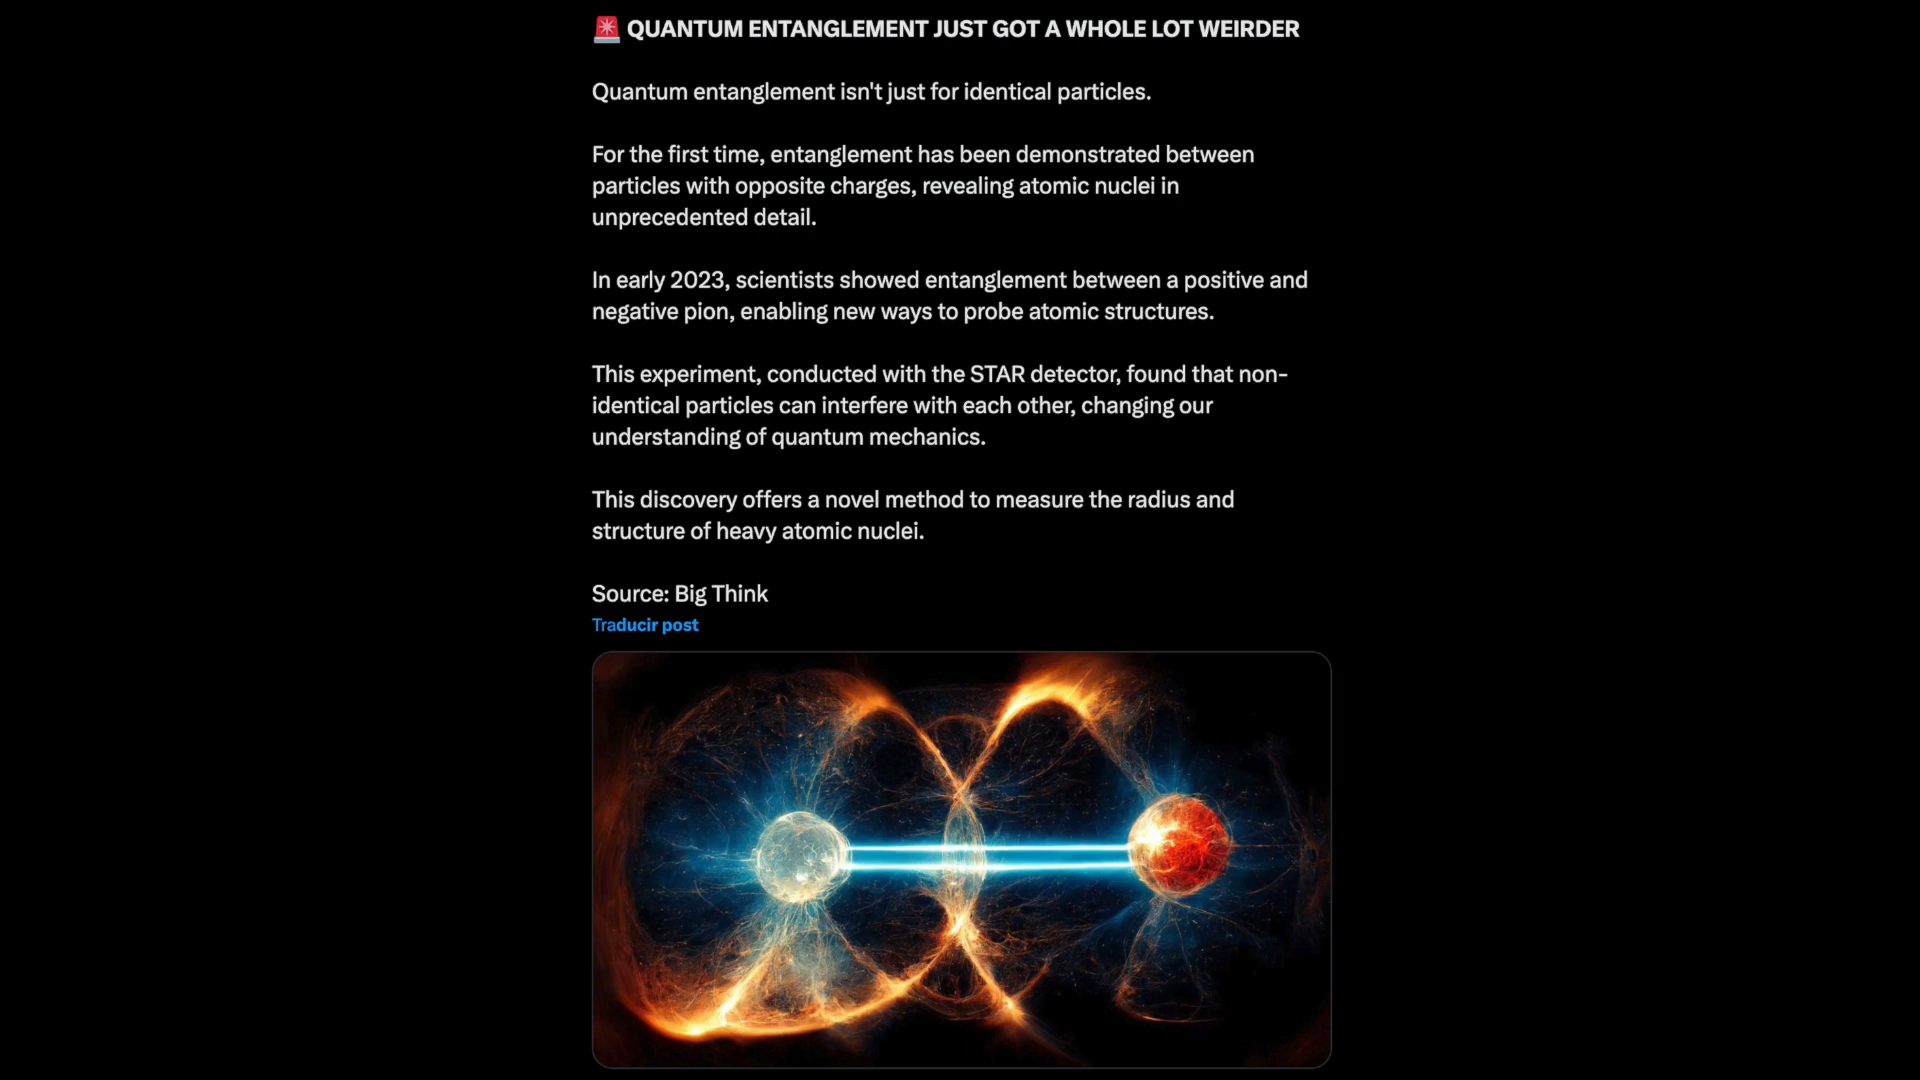 🚨 QUANTUM ENTANGLEMENT JUST GOT A WHOLE LOT WEIRDER
Quantum entanglement isn't just for identical particles.
For the first time, entanglement has been demonstrated between
particles with opposite charges, revealing atomic nuclei in
unprecedented detail.
In early 2023, scientists showed entanglement between a positive and
negative pion, enabling new ways to probe atomic structures.
This experiment, conducted with the STAR detector, found that non-
identical particles can interfere with each other, changing our
understanding of quantum mechanics.
This discovery offers a novel method to measure the radius and
structure of heavy atomic nuclei.
Source: Big Think
Traducir post